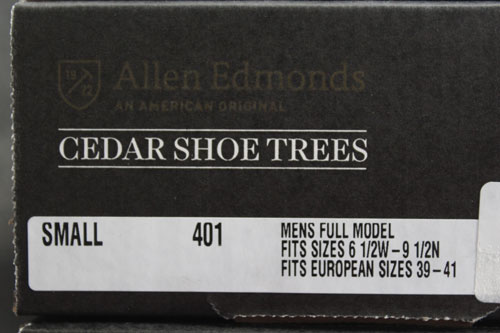 19 22
Allen Edmonds
AN AMERICAN ORIGINAL
CEDAR SHOE TREES
SMALL 401 MENS FULL MODEL
FITS SIZES 6 1/2W–9 1/2N
FITS EUROPEAN SIZES 39–41